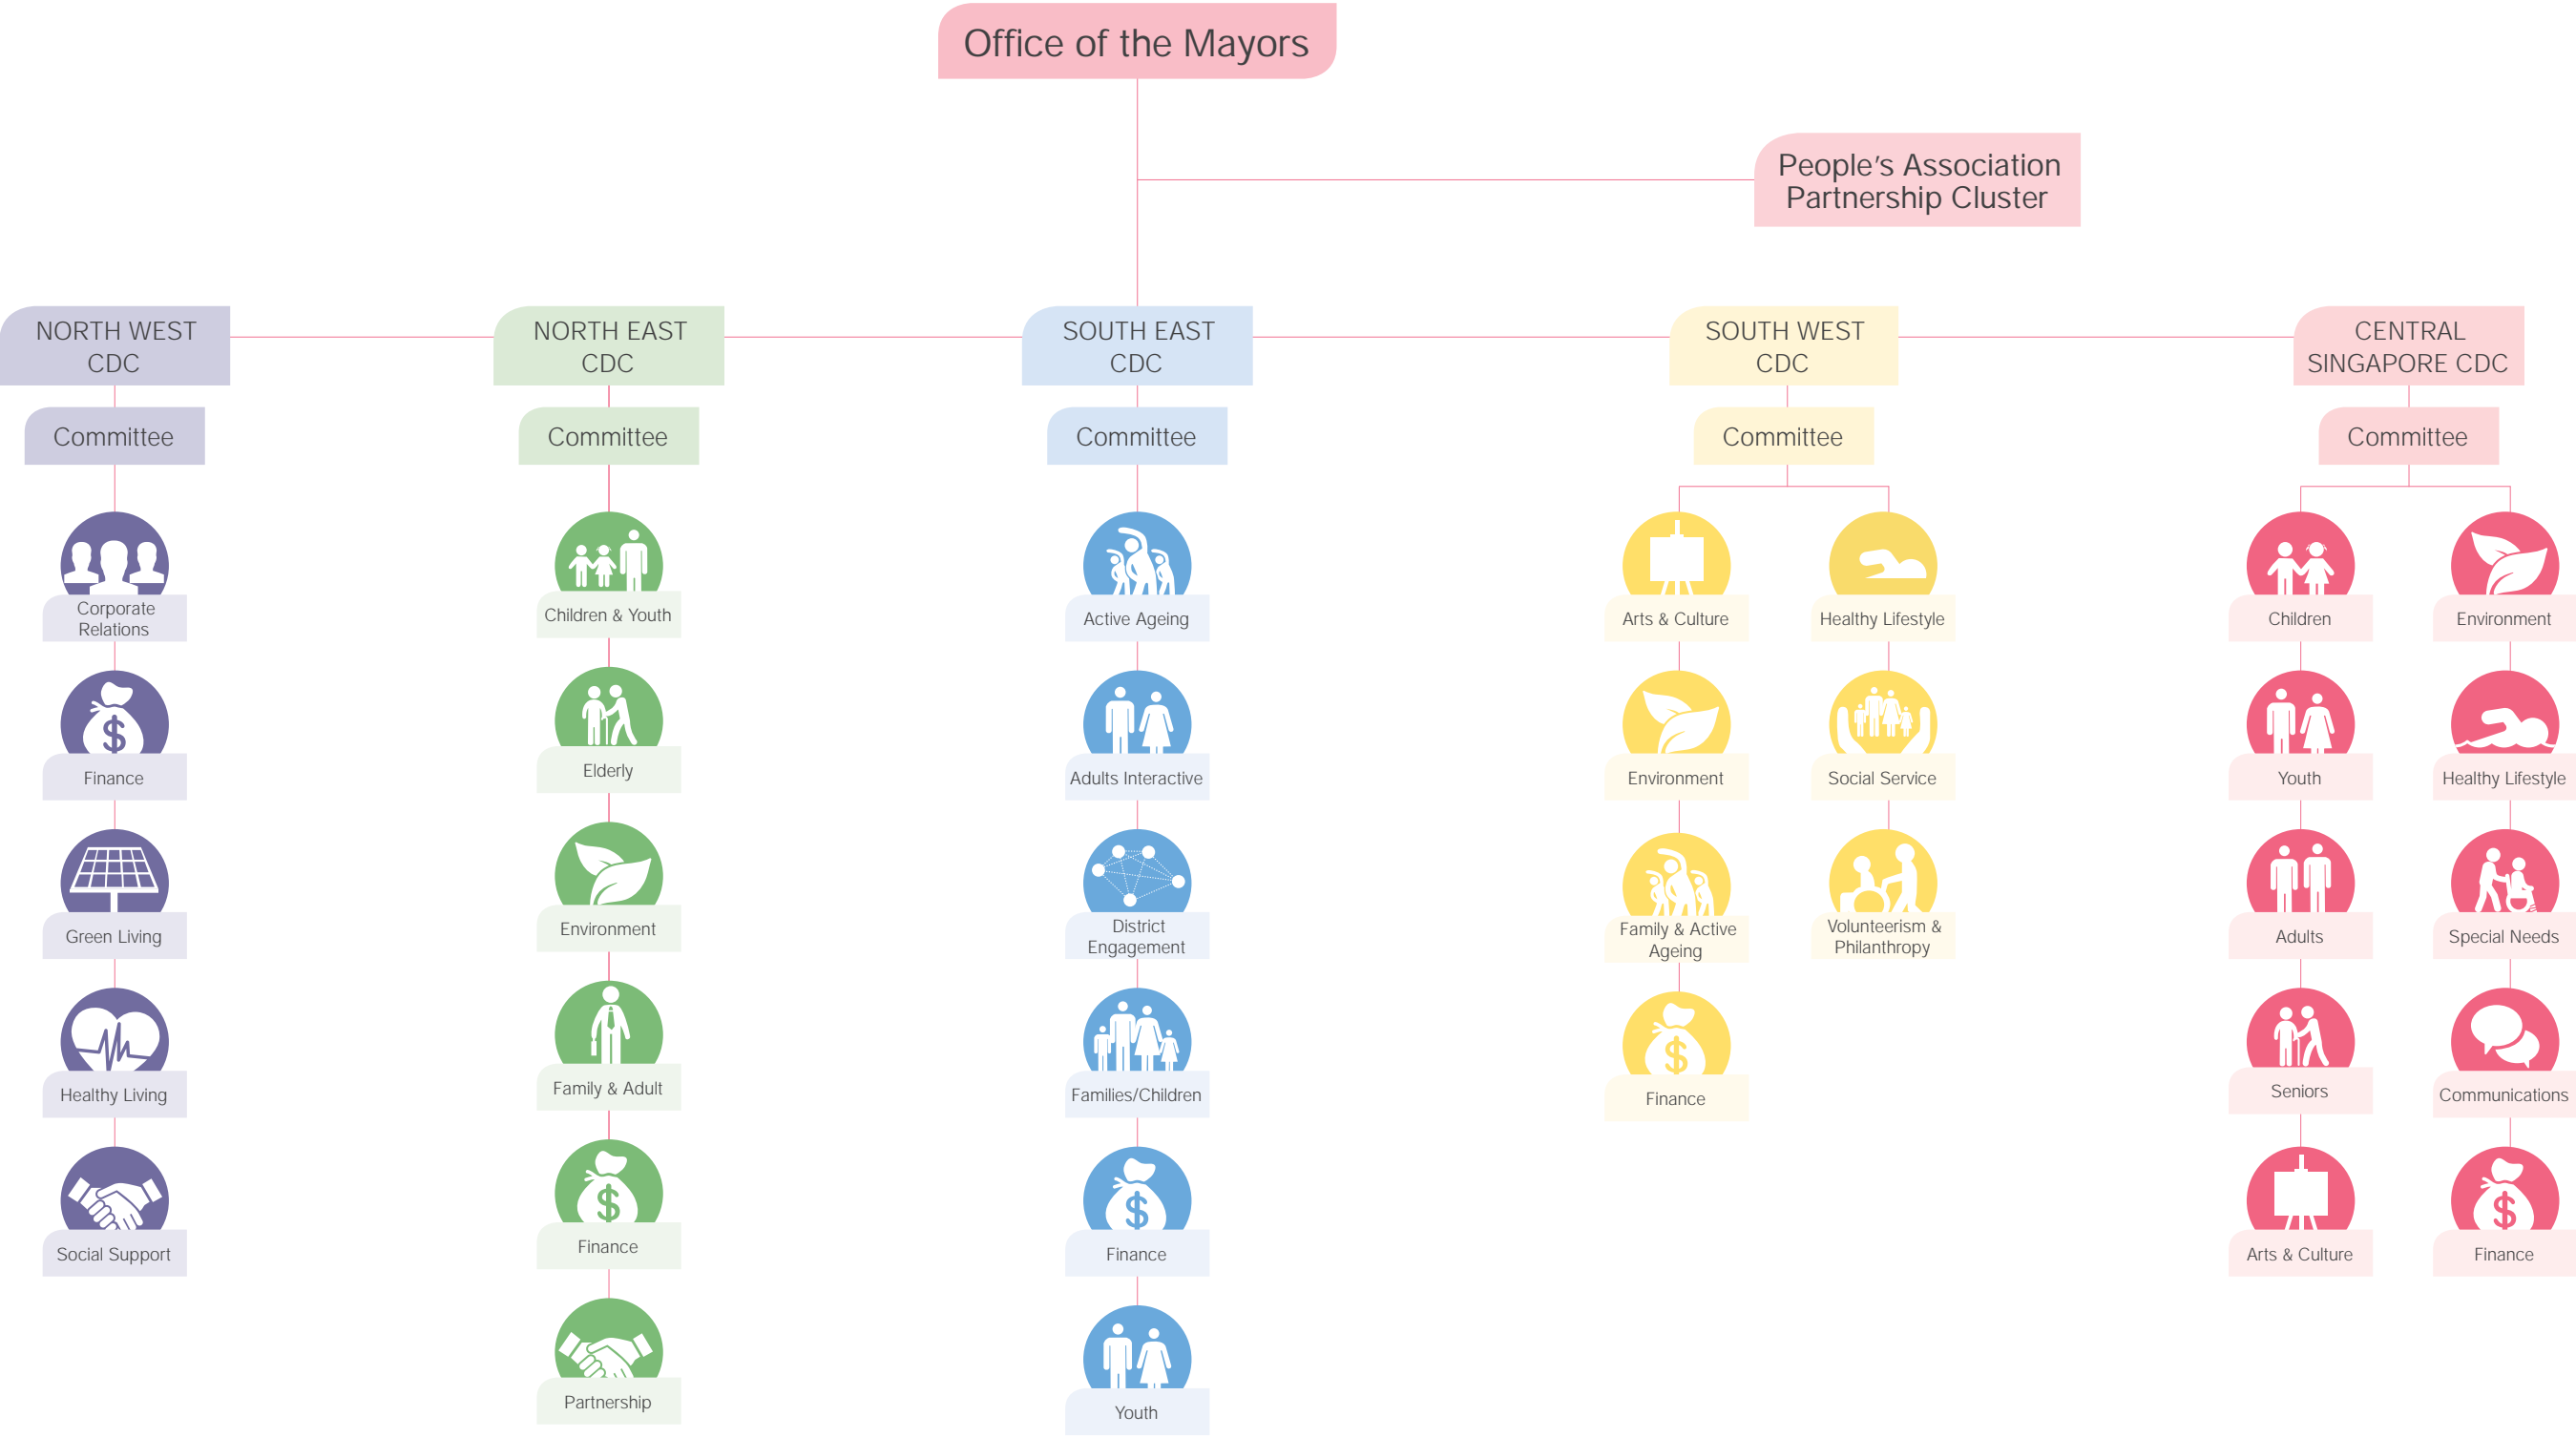 Office of the Mayors
People's Association
Partnership Cluster
NORTH WEST
CDC
Committee
Corporate
Relations
$
Finance
Green Living
Healthy Living
Social Support
NORTH EAST
CDC
Committee
Children & Youth
Elderly
Environment
Family & Adult
$
Finance
Partnership
SOUTH EAST
CDC
Committee
Active Ageing
Adults Interactive
District
Engagement
Families/Children
$
Finance
Youth
SOUTH WEST
CDC
Committee
Arts & Culture
Environment
Family & Active
Ageing
$
Finance
Healthy Lifestyle
Social Service
Volunteerism &
Philanthropy
CENTRAL
SINGAPORE CDC
Committee
Children
Youth
Adults
Seniors
Arts & Culture
Environment
Healthy Lifestyle
Special Needs
Communications
$
Finance